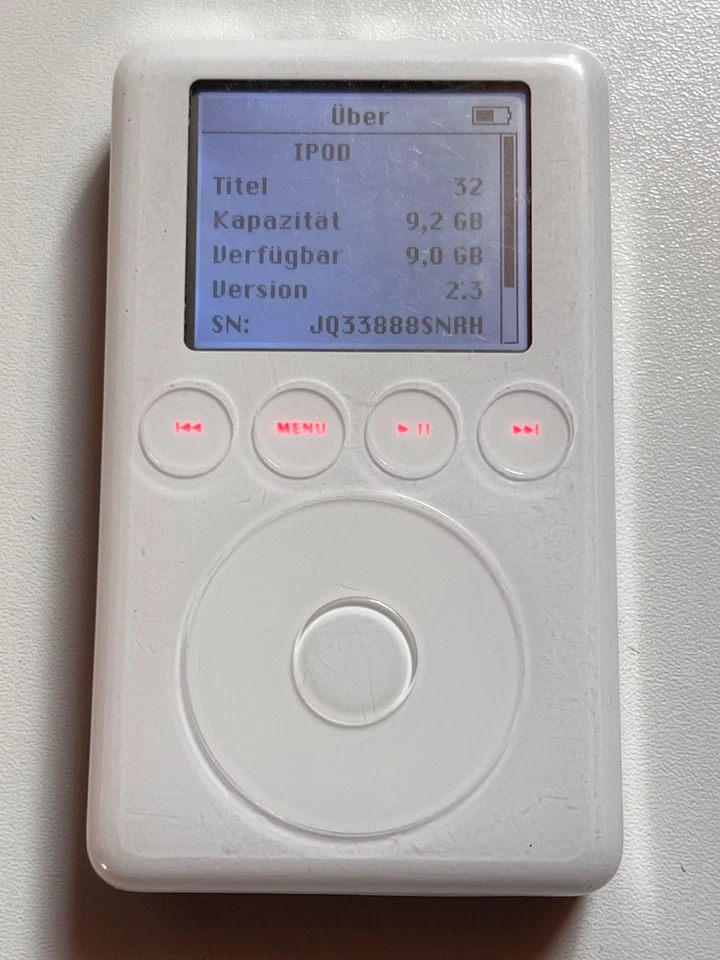 Über
IPOD
Titel 32
Kapazität 9,2 GB
Verfügbar 9,0 GB
Version 2.3
SN: JQ33888SNRH
MENU